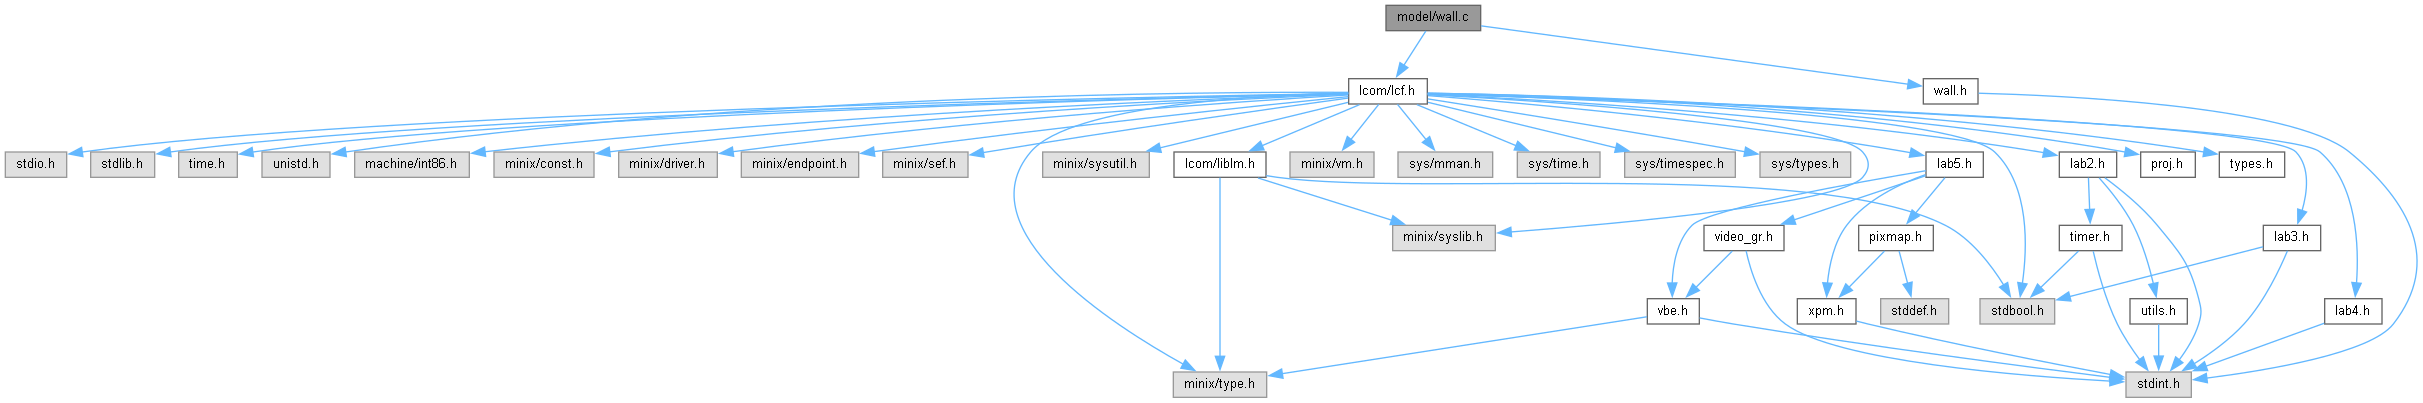 model/wall.c
lcom/lcf.h
wall.h
stdio.h
stdlib.h
time.h
unistd.h
machine/int86.h
minix/const.h
minix/driver.h
minix/endpoint.h
minix/sef.h
minix/sysutil.h
lcom/liblm.h
minix/vm.h
sys/mman.h
sys/time.h
sys/timespec.h
sys/types.h
lab5.h
lab2.h
proj.h
types.h
minix/syslib.h
video_gr.h
pixmap.h
timer.h
lab3.h
vbe.h
xpm.h
stddef.h
stdbool.h
utils.h
lab4.h
minix/type.h
stdint.h